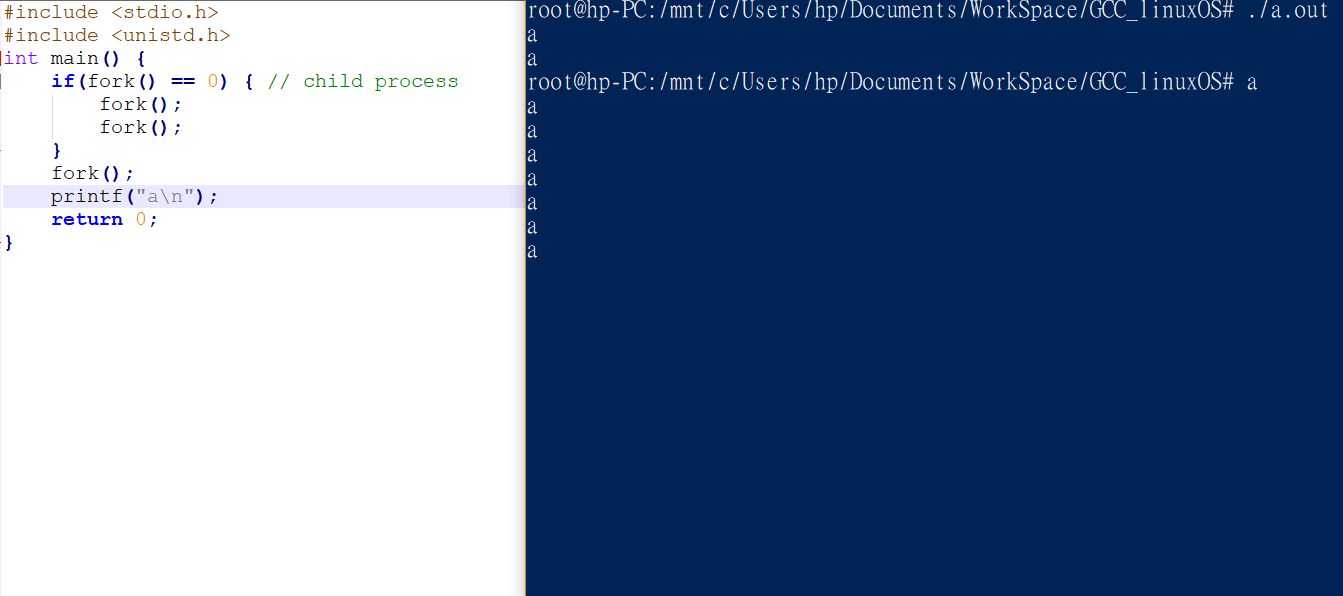 #include <stdio.h>
#include <unistd.h>
int main() {
    if(fork() == 0) { // child process
        fork();
        fork();
    }
    fork();
    printf("a\n");
    return 0;
}
root@hp-PC:/mnt/c/Users/hp/Documents/WorkSpace/GCC_linuxOS# ./a.out
a
a
root@hp-PC:/mnt/c/Users/hp/Documents/WorkSpace/GCC_linuxOS# a
a
a
a
a
a
a
a